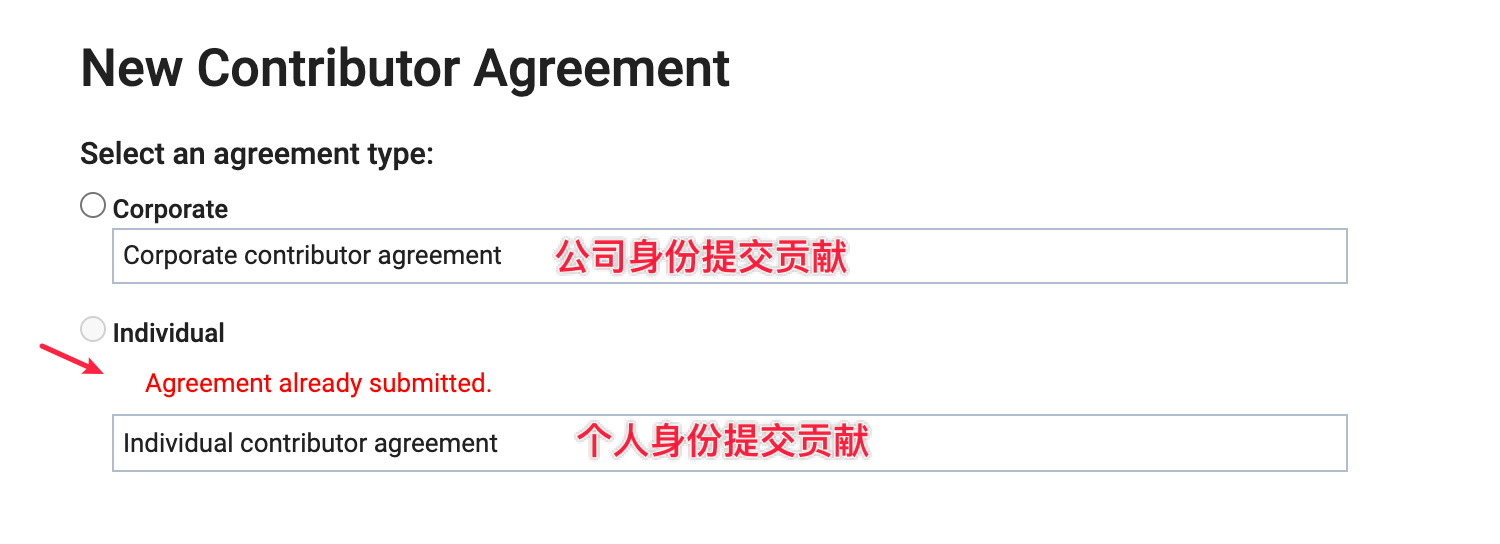 New Contributor Agreement
Select an agreement type:
Corporate
Corporate contributor agreement 公司身份提交贡献
Individual
Agreement already submitted.
Individual contributor agreement 个人身份提交贡献